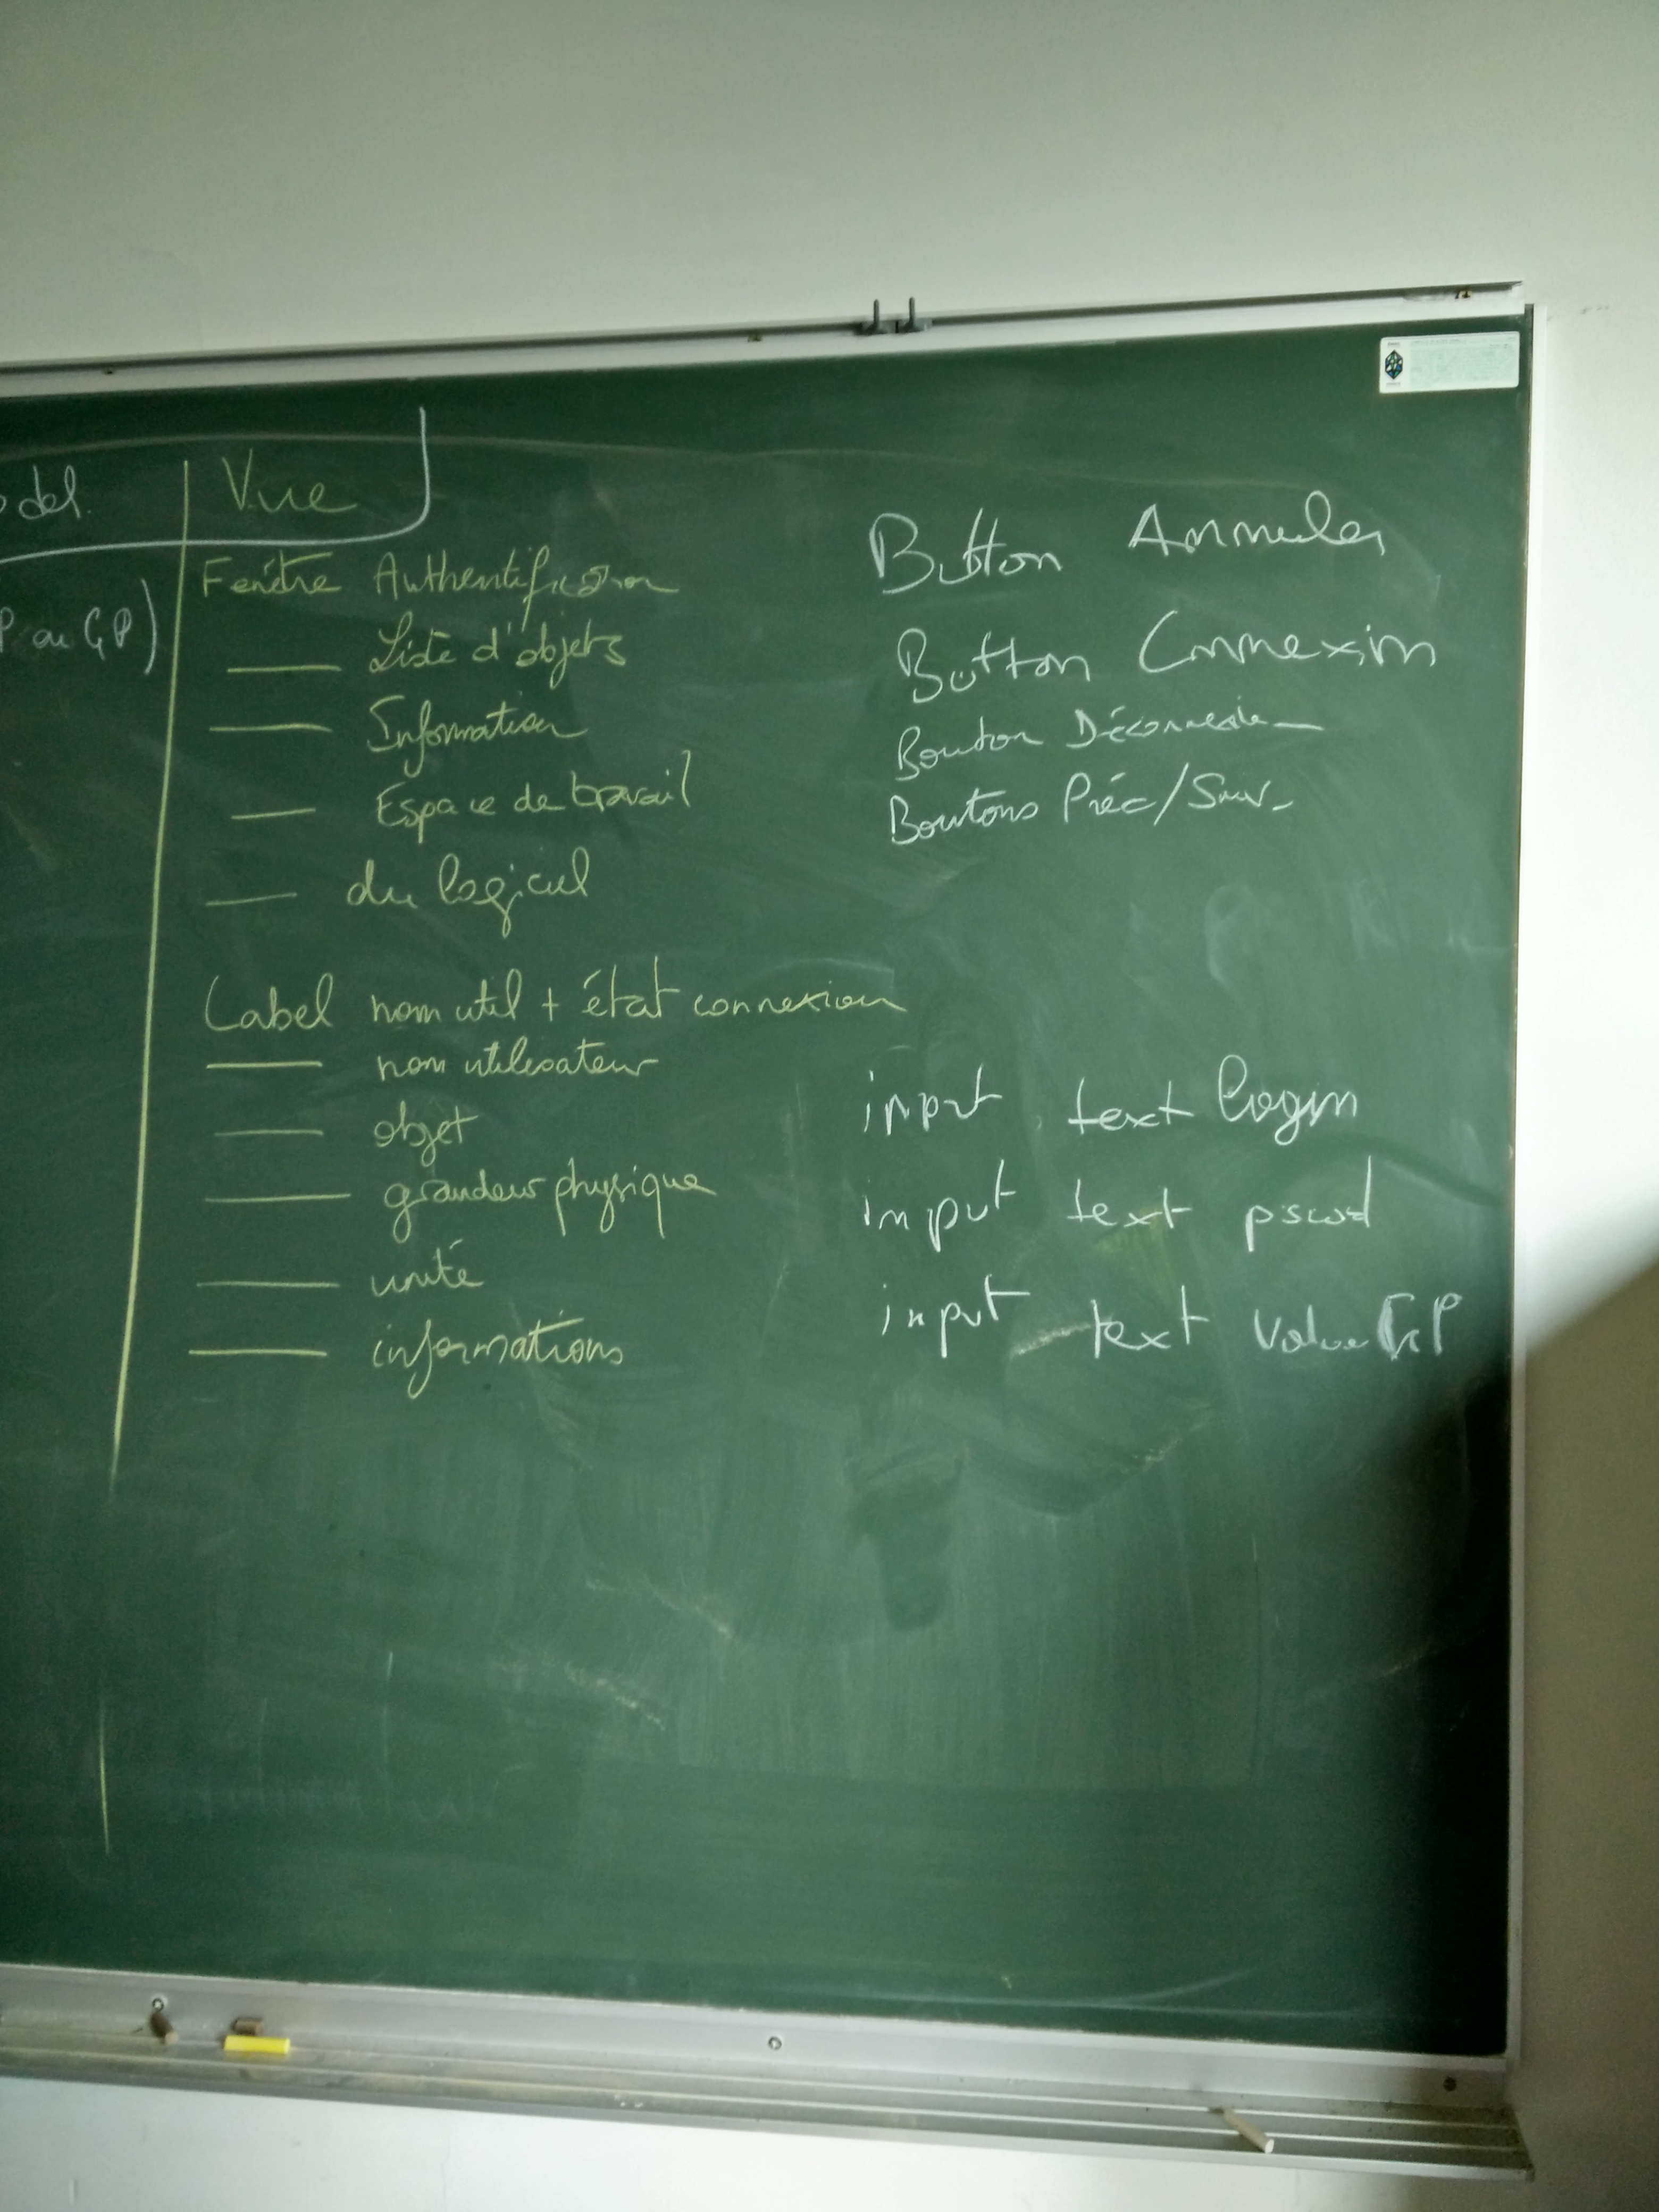 Vue
Fenêtre Authentification
Liste d'objets
Information
Espace de travail
du logiciel
Label nom util + état connexion
nom utilisateur
objet
grandeur physique
unité
informations
Button Annuler
Button Connexion
Bouton Déconnexion
Boutons Préc/Suiv.
input text login
input text pswd
input text valeur GP
ou GP)